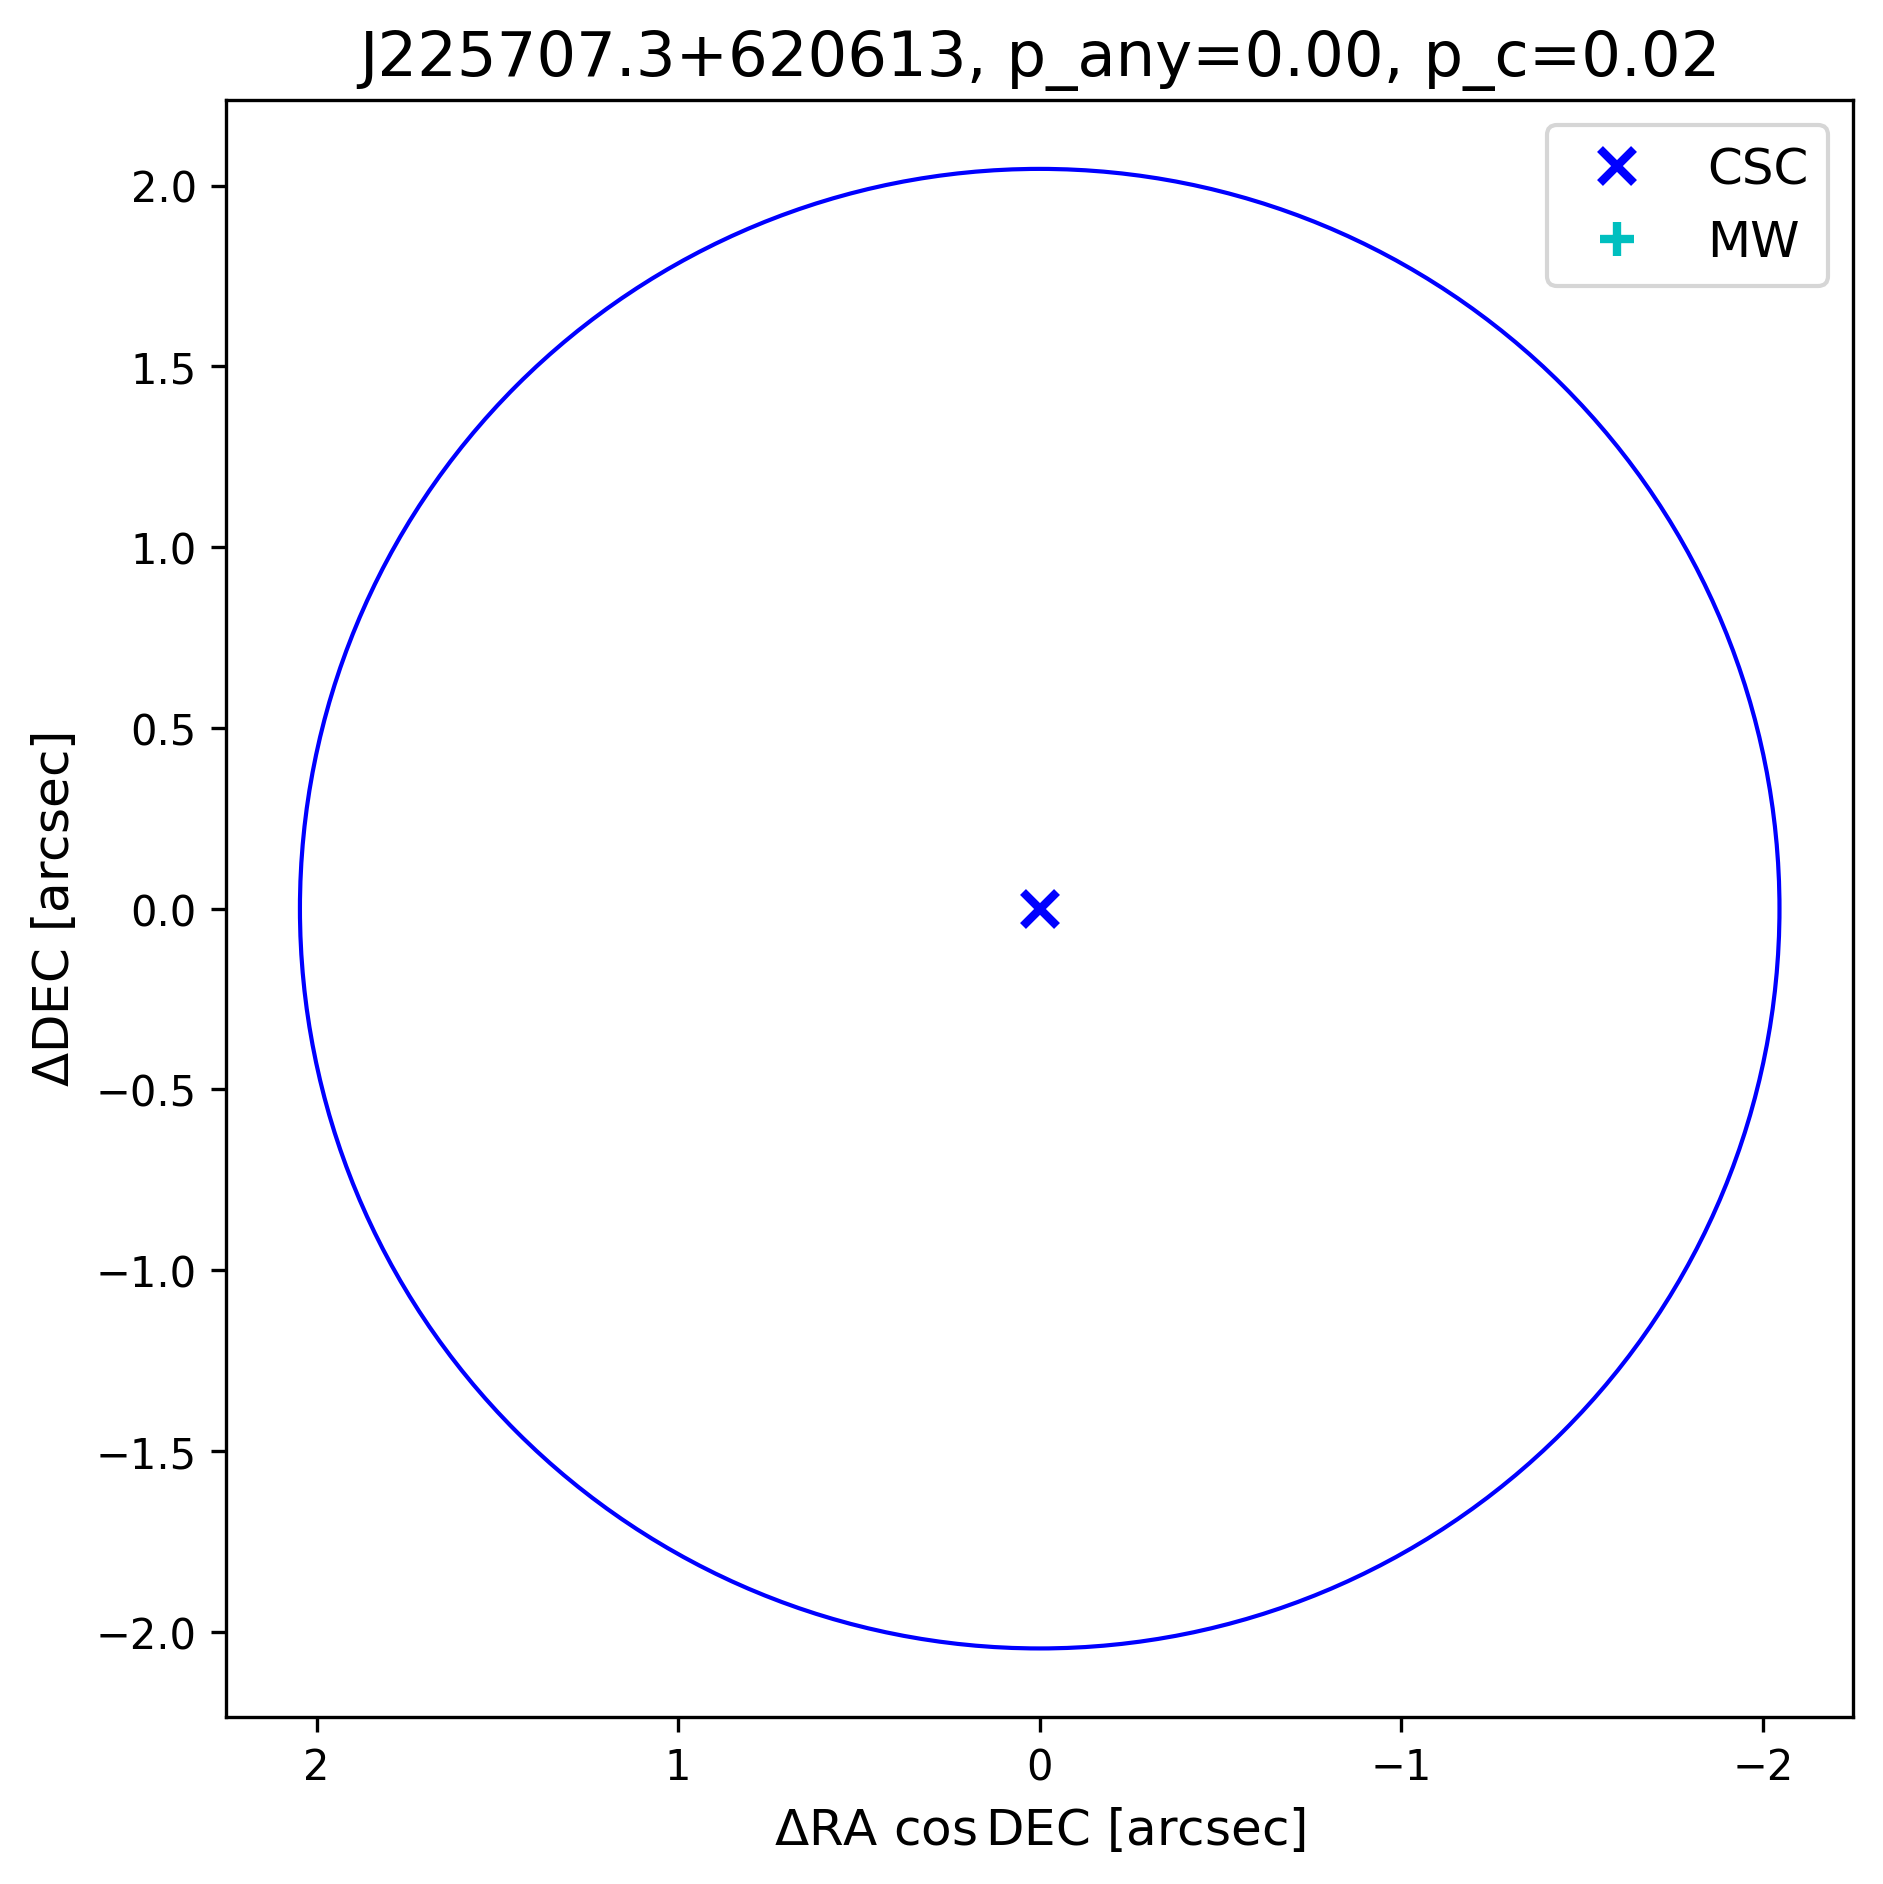 J225707.3+620613, p_any=0.00, p_c=0.02
CSC
MW
2.0
1.5
1.0
0.5
0.0
−0.5
−1.0
−1.5
−2.0
ΔDEC [arcsec]
2 1 0 −1 −2
ΔRA cos DEC [arcsec]